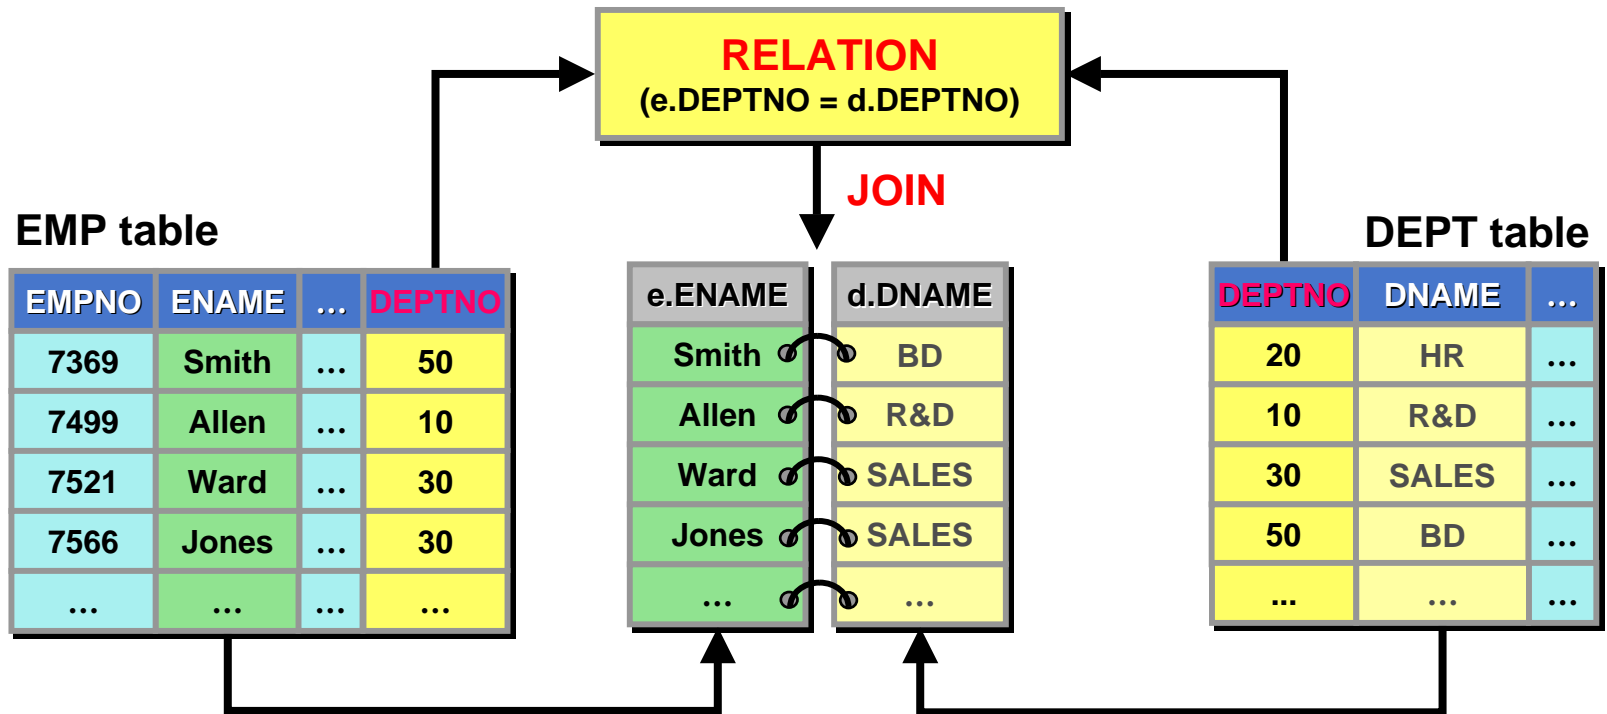 RELATION
(e.DEPTNO = d.DEPTNO)
JOIN
EMP table
EMPNO ENAME … DEPTNO
7369 Smith … 50
7499 Allen … 10
7521 Ward … 30
7566 Jones … 30
… … … …
e.ENAME d.DNAME
Smith BD
Allen R&D
Ward SALES
Jones SALES
… …
DEPT table
DEPTNO DNAME …
20 HR …
10 R&D …
30 SALES …
50 BD …
... … …